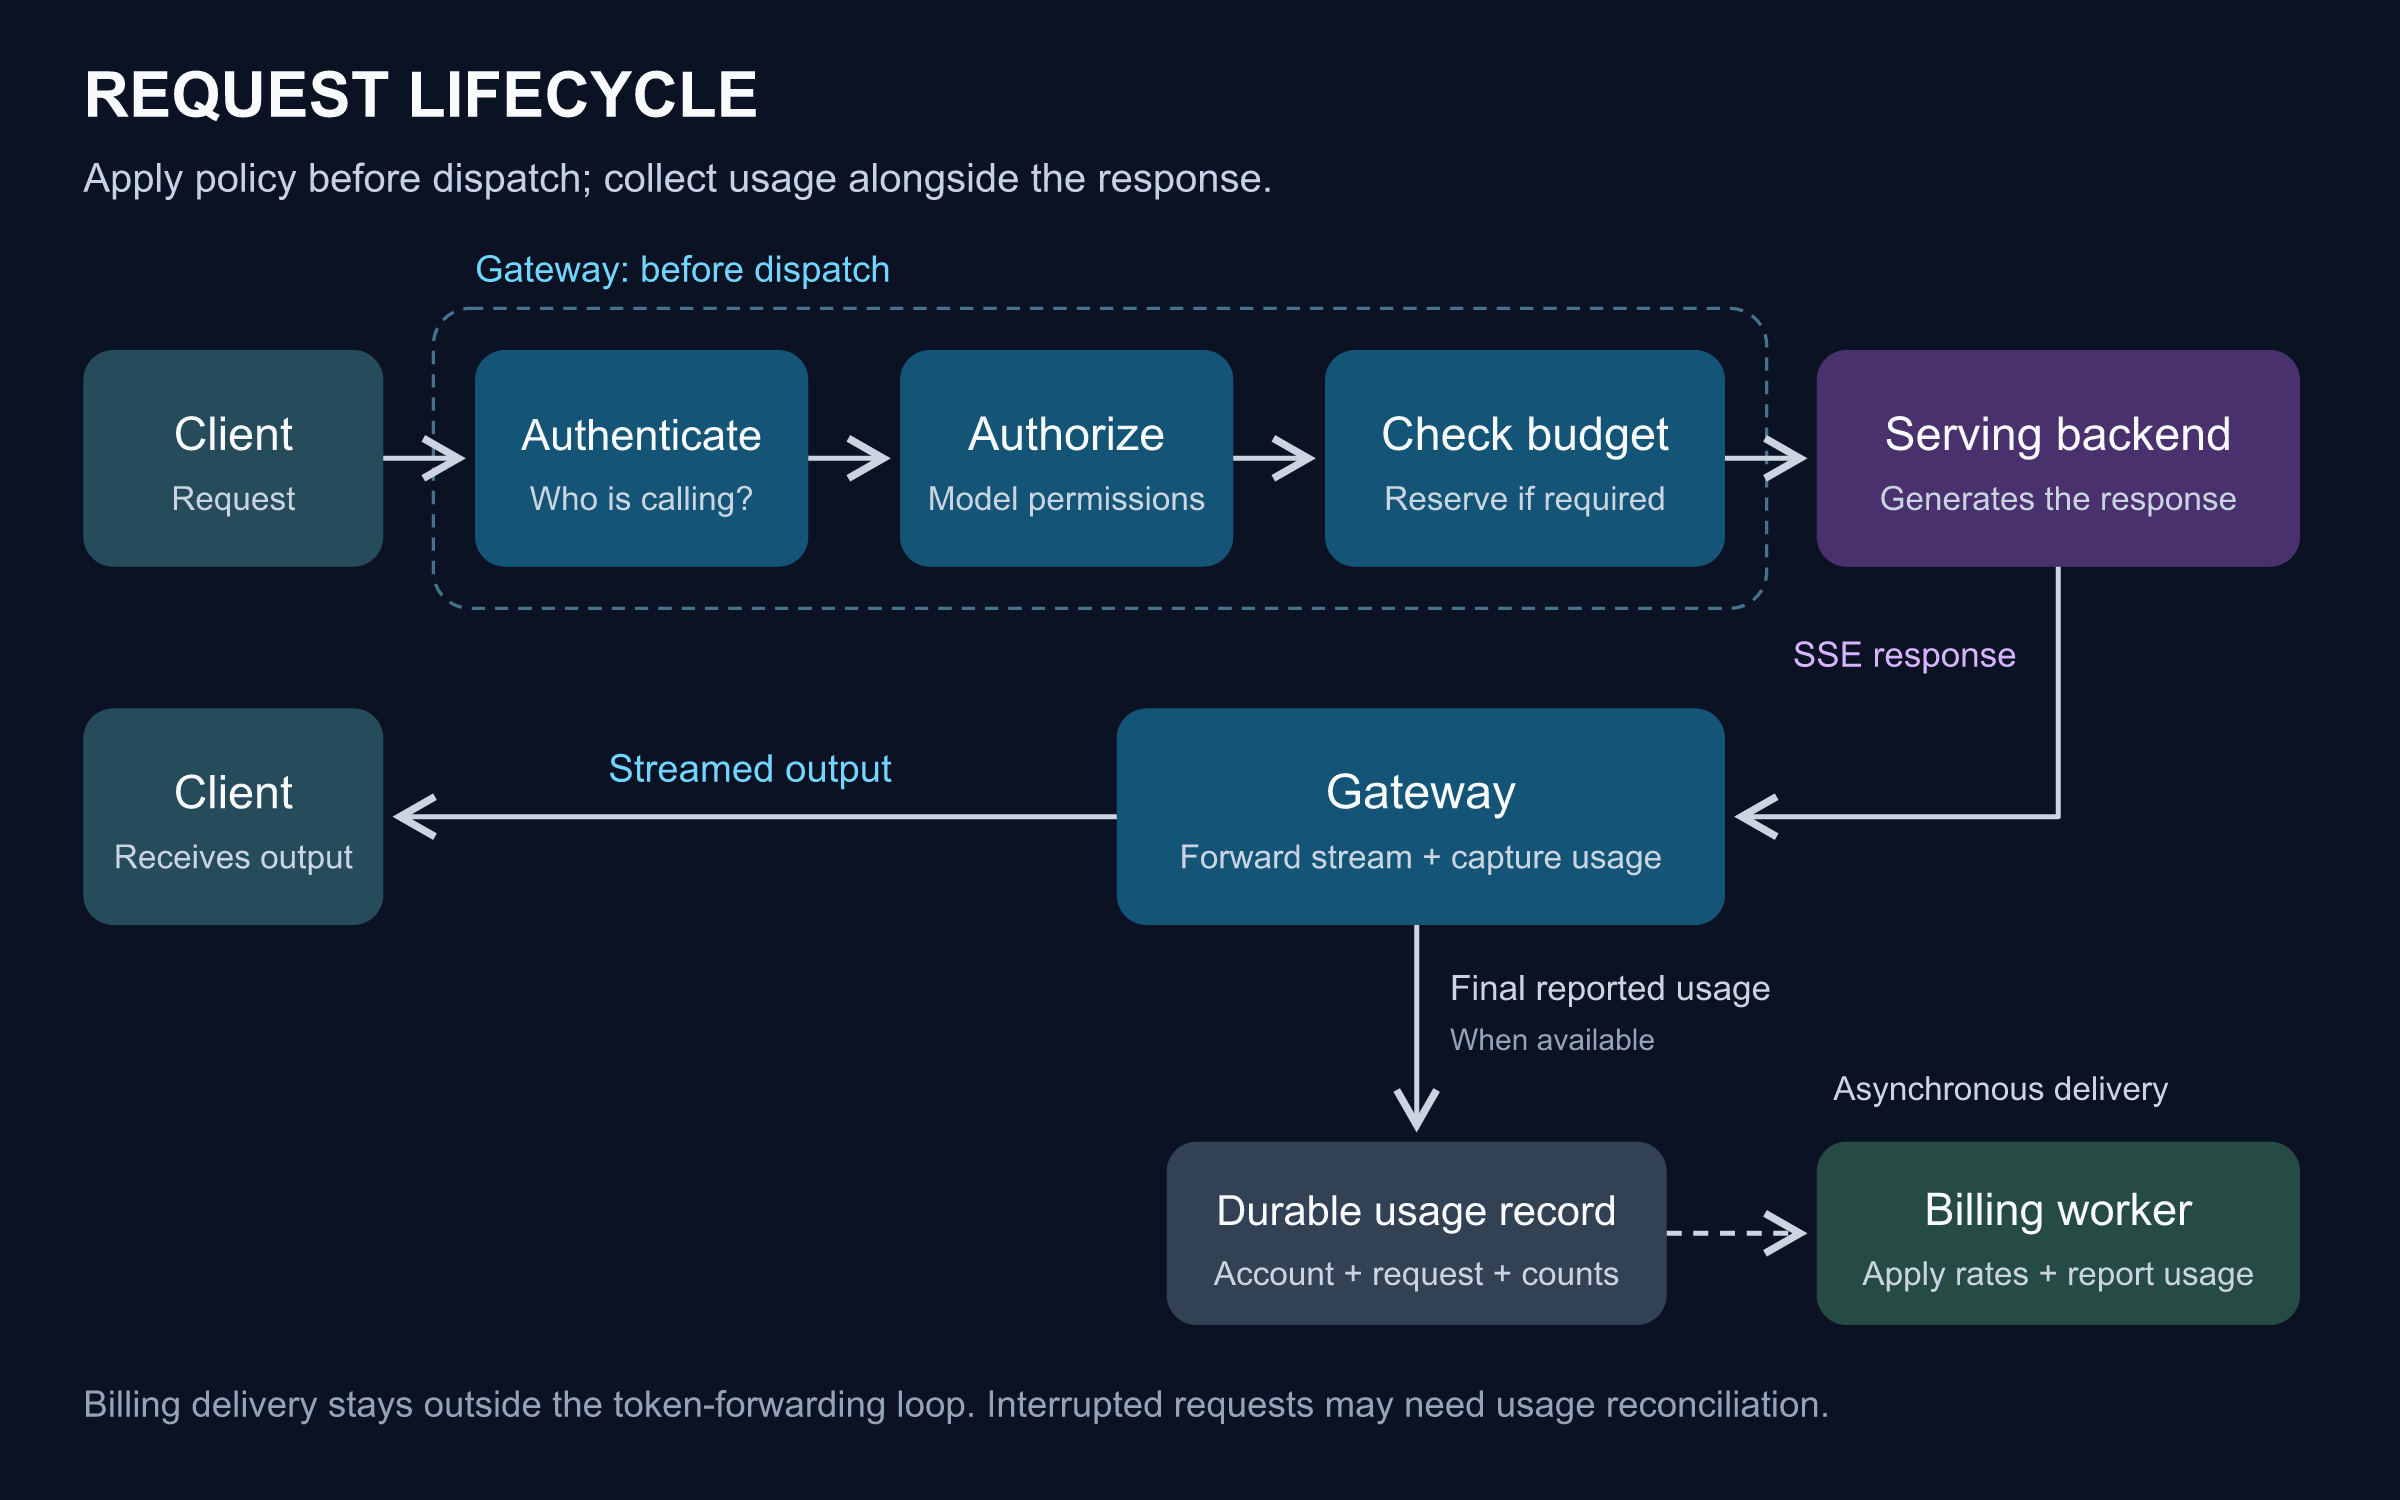 REQUEST LIFECYCLE
Apply policy before dispatch; collect usage alongside the response.
Gateway: before dispatch
Client
Request
Authenticate
Who is calling?
Authorize
Model permissions
Check budget
Reserve if required
Serving backend
Generates the response
SSE response
Client
Receives output
Streamed output
Gateway
Forward stream + capture usage
Final reported usage
When available
Asynchronous delivery
Durable usage record
Account + request + counts
Billing worker
Apply rates + report usage
Billing delivery stays outside the token-forwarding loop. Interrupted requests may need usage reconciliation.